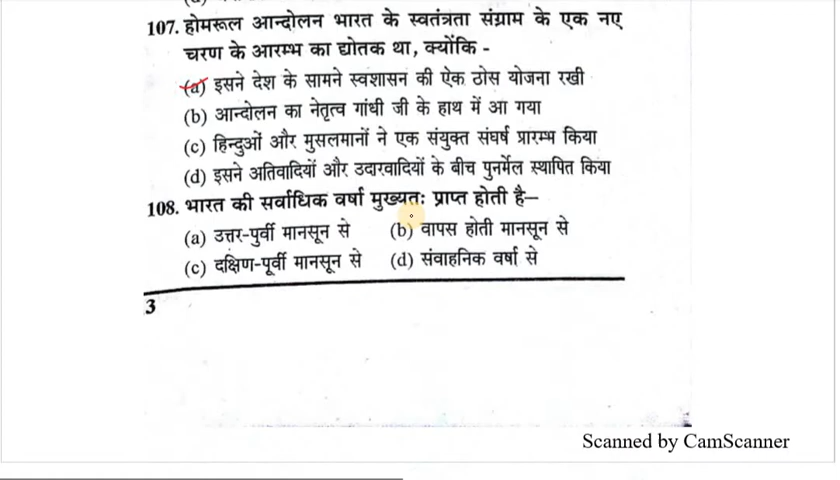 107. होमरूल आन्दोलन भारत के स्वतंत्रता संग्राम के एक नए
चरण के आरम्भ का द्योतक था, क्योंकि -
(a) इसने देश के सामने स्वशासन की ऐक ठोस योजना रखी
(b) आन्दोलन का नेतृत्व गांधी जी के हाथ में आ गया
(c) हिन्दुओं और मुसलमानों ने एक संयुक्त संघर्ष प्रारम्भ किया
(d) इसने अतिवादियों और उदारवादियों के बीच पुनर्मेल स्थापित किया
108. भारत की सर्वाधिक वर्षा मुख्यतः प्राप्त होती है–
(a) उत्तर-पुर्वी मानसून से (b) वापस होती मानसून से
(c) दक्षिण-पूर्वी मानसून से (d) संवाहनिक वर्षा से
3
Scanned by CamScanner